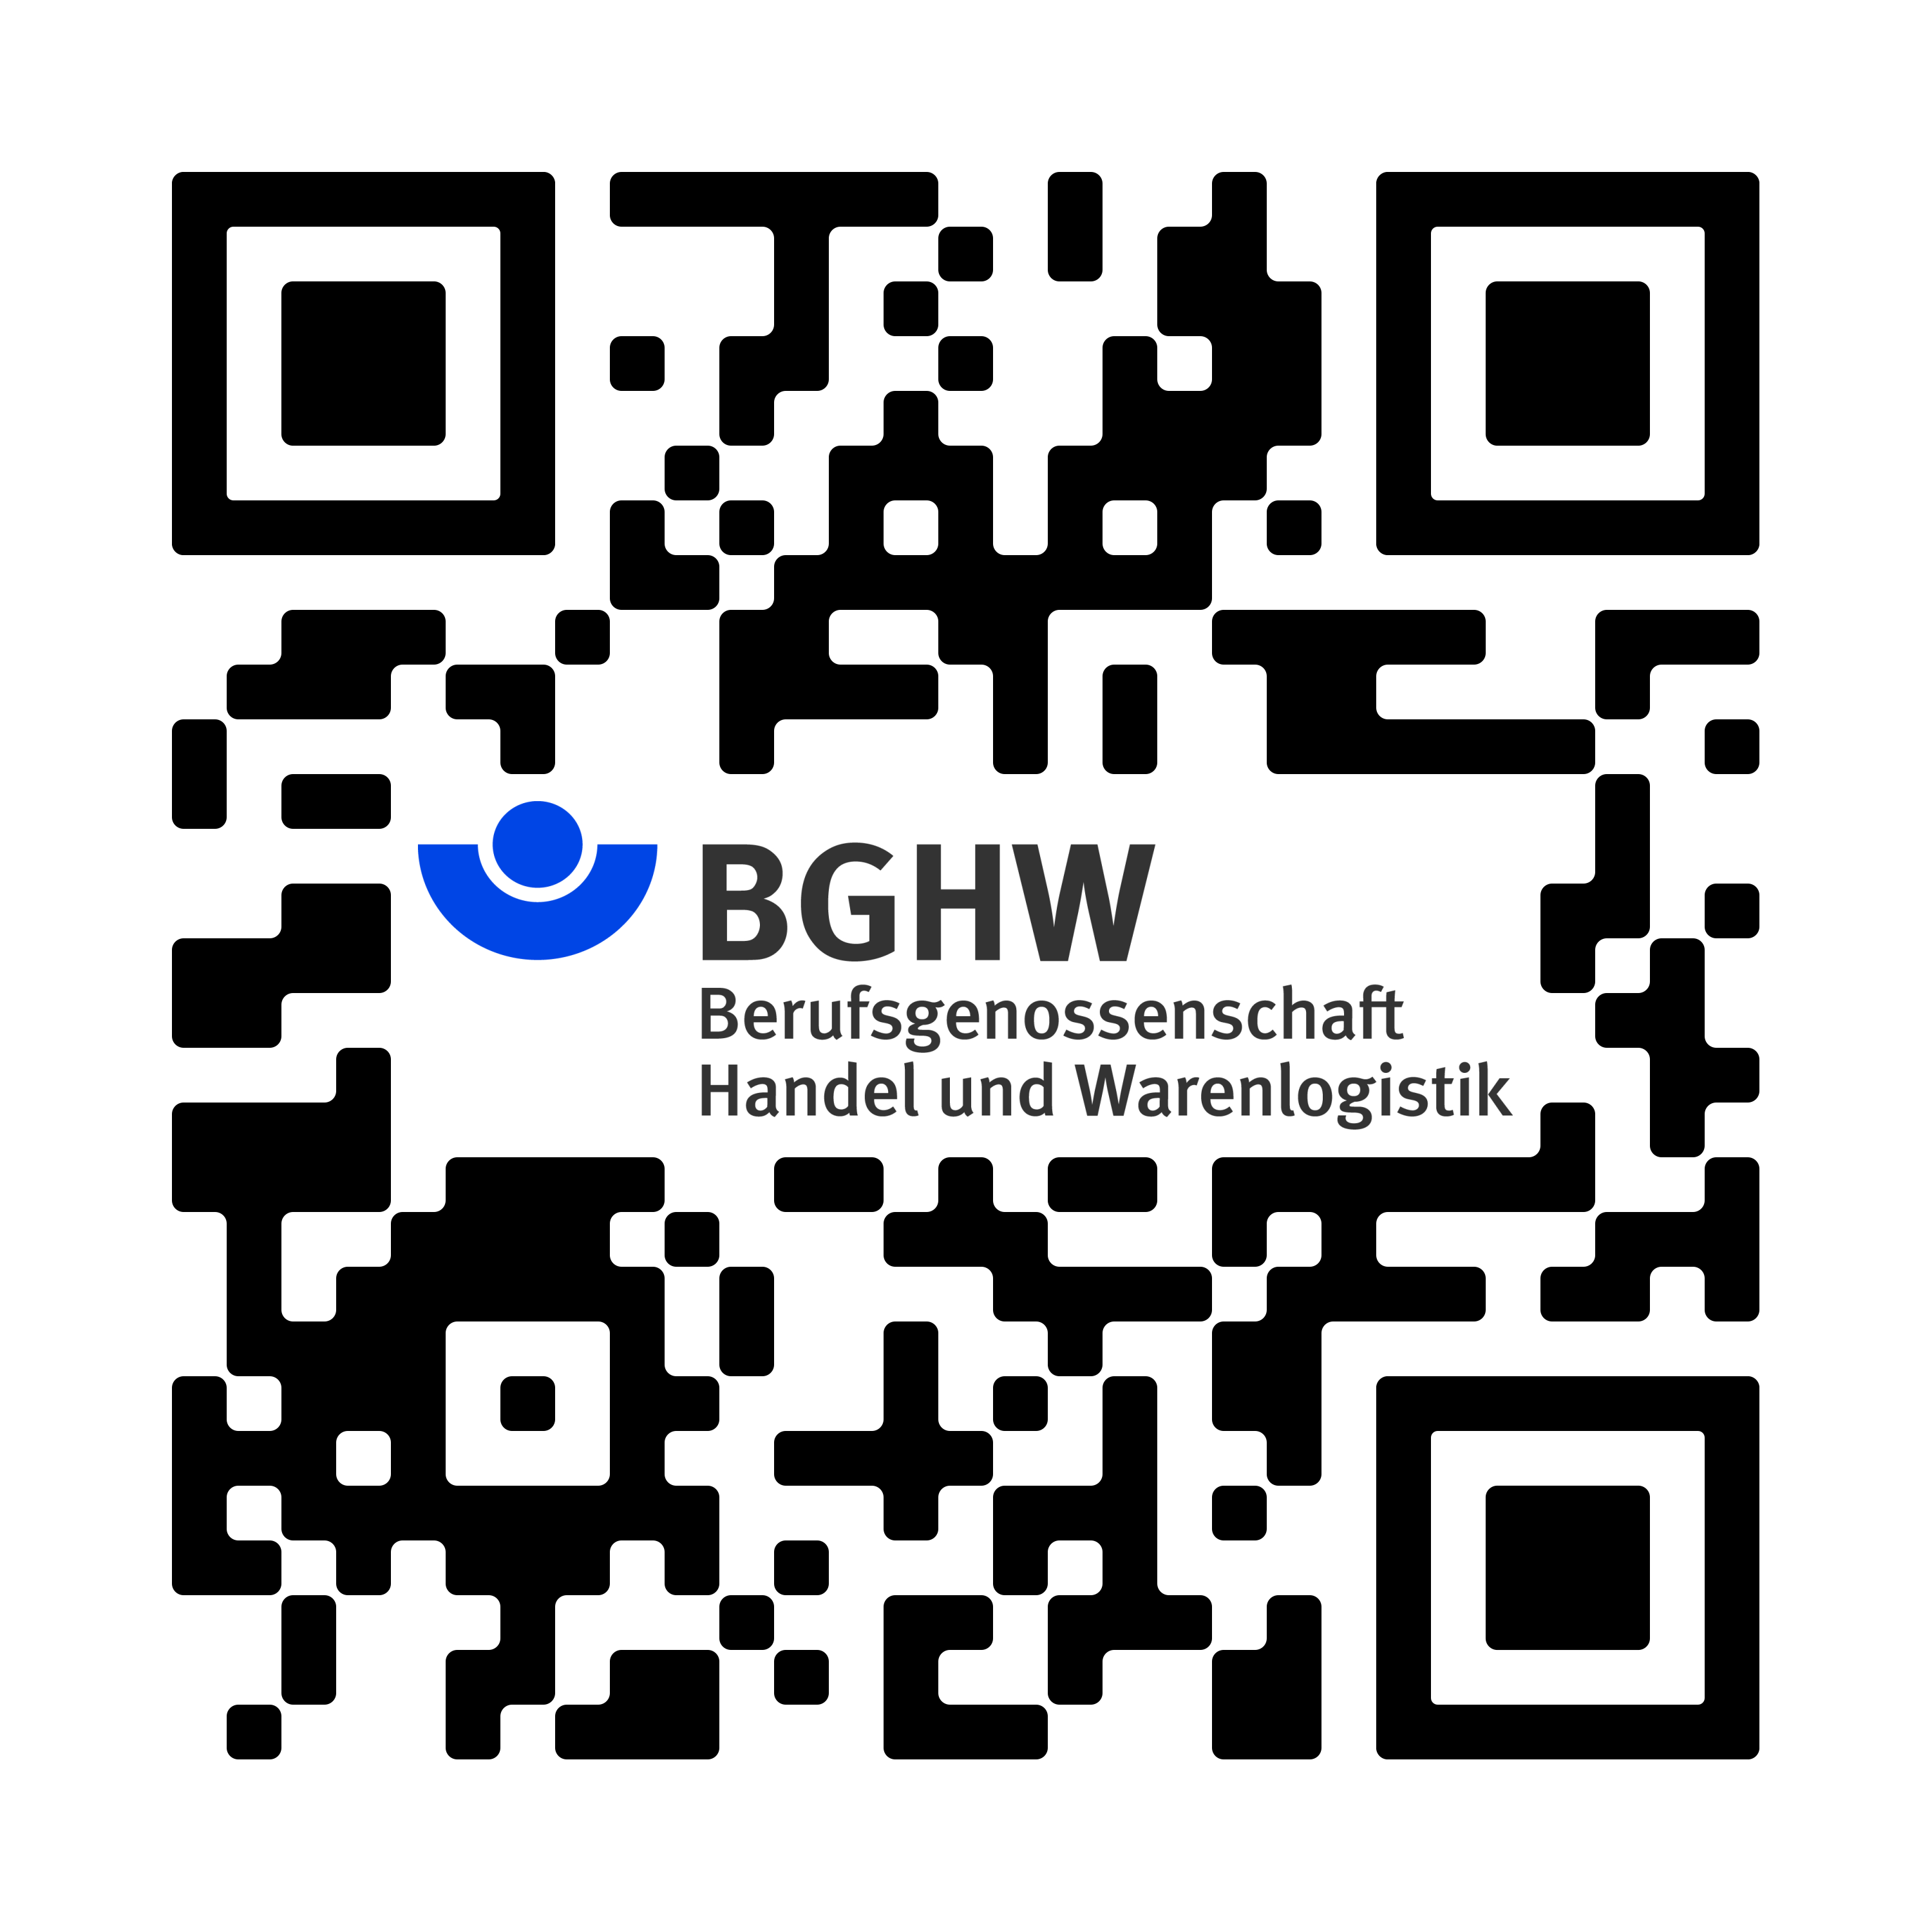 BGHW
Berufsgenossenschaft
Handel und Warenlogistik